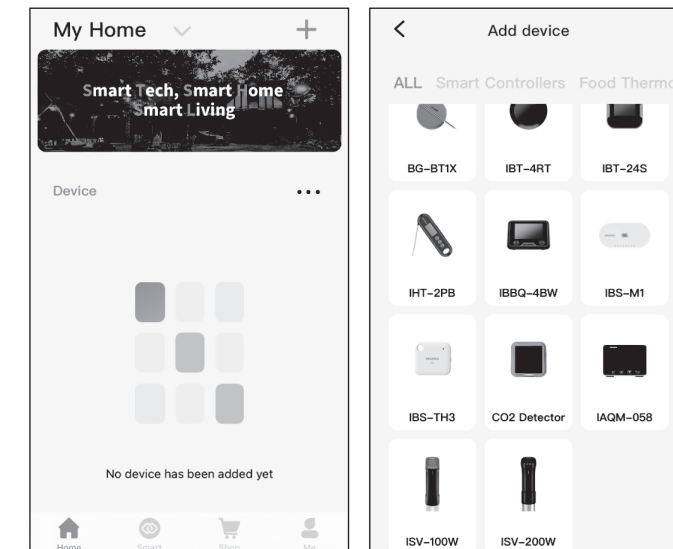 My Home
Smart Tech, Smart Home
Smart Living
Device
No device has been added yet
Home
Smart
Shop
Me
Add device
ALL Smart Controllers Food Thermo
BG-BT1X IBT-4RT IBT-24S
IHT-2PB IBBQ-4BW IBS-M1
IBS-TH3 CO2 Detector IAQM-058
ISV-100W ISV-200W